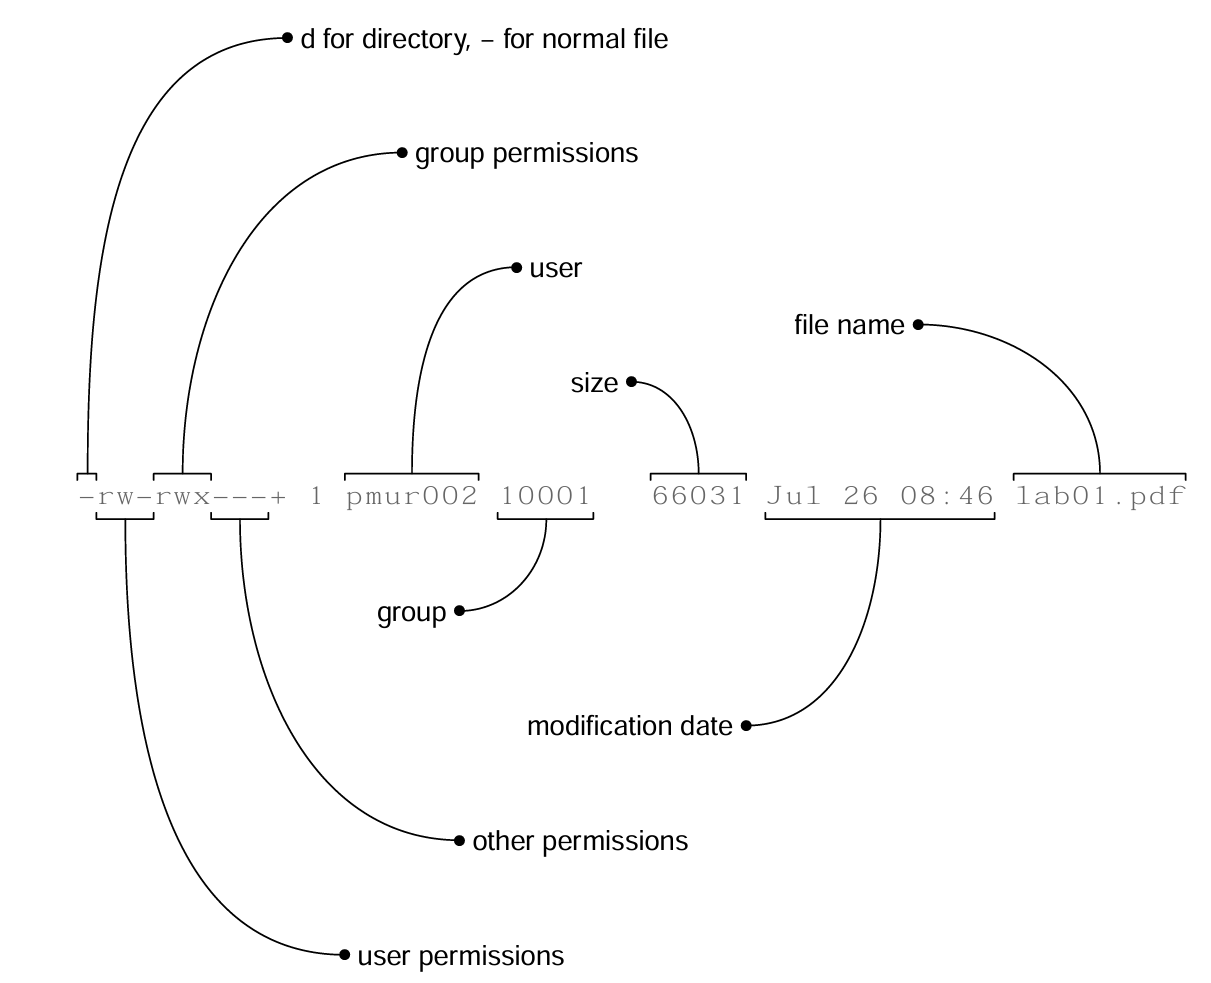 d for directory, – for normal file
group permissions
user
file name
size
-rw-rwx---+ 1 pmur002 10001 66031 Jul 26 08:46 lab01.pdf
group
modification date
other permissions
user permissions